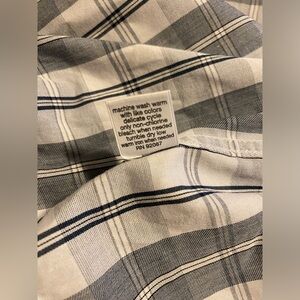 machine wash warm
with like colors
delicate cycle
only non-chlorine
bleach when needed
tumble dry low
warm iron when needed
RN 92067